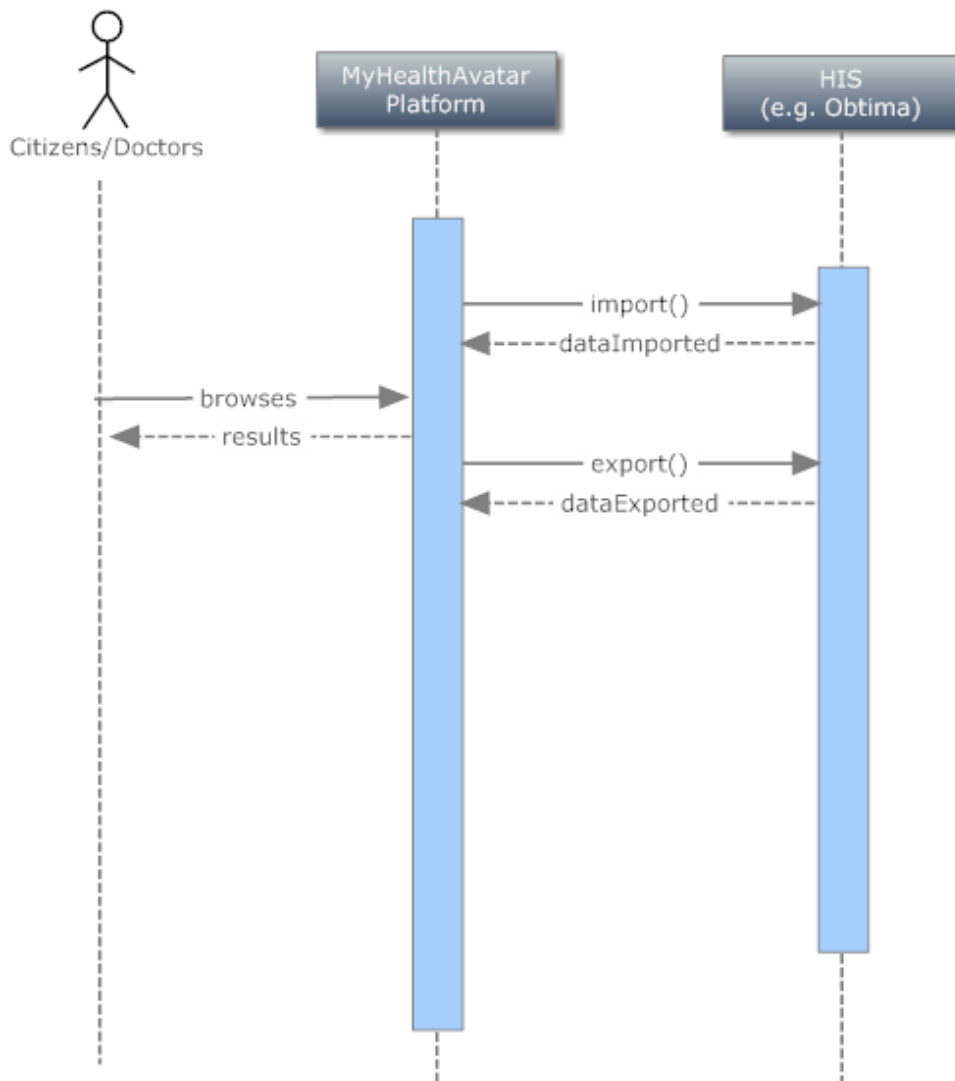 MyHealthAvatar
Platform
HIS
(e.g. Obtima)
Citizens/Doctors
import()
dataImported
browses
results
export()
dataExported